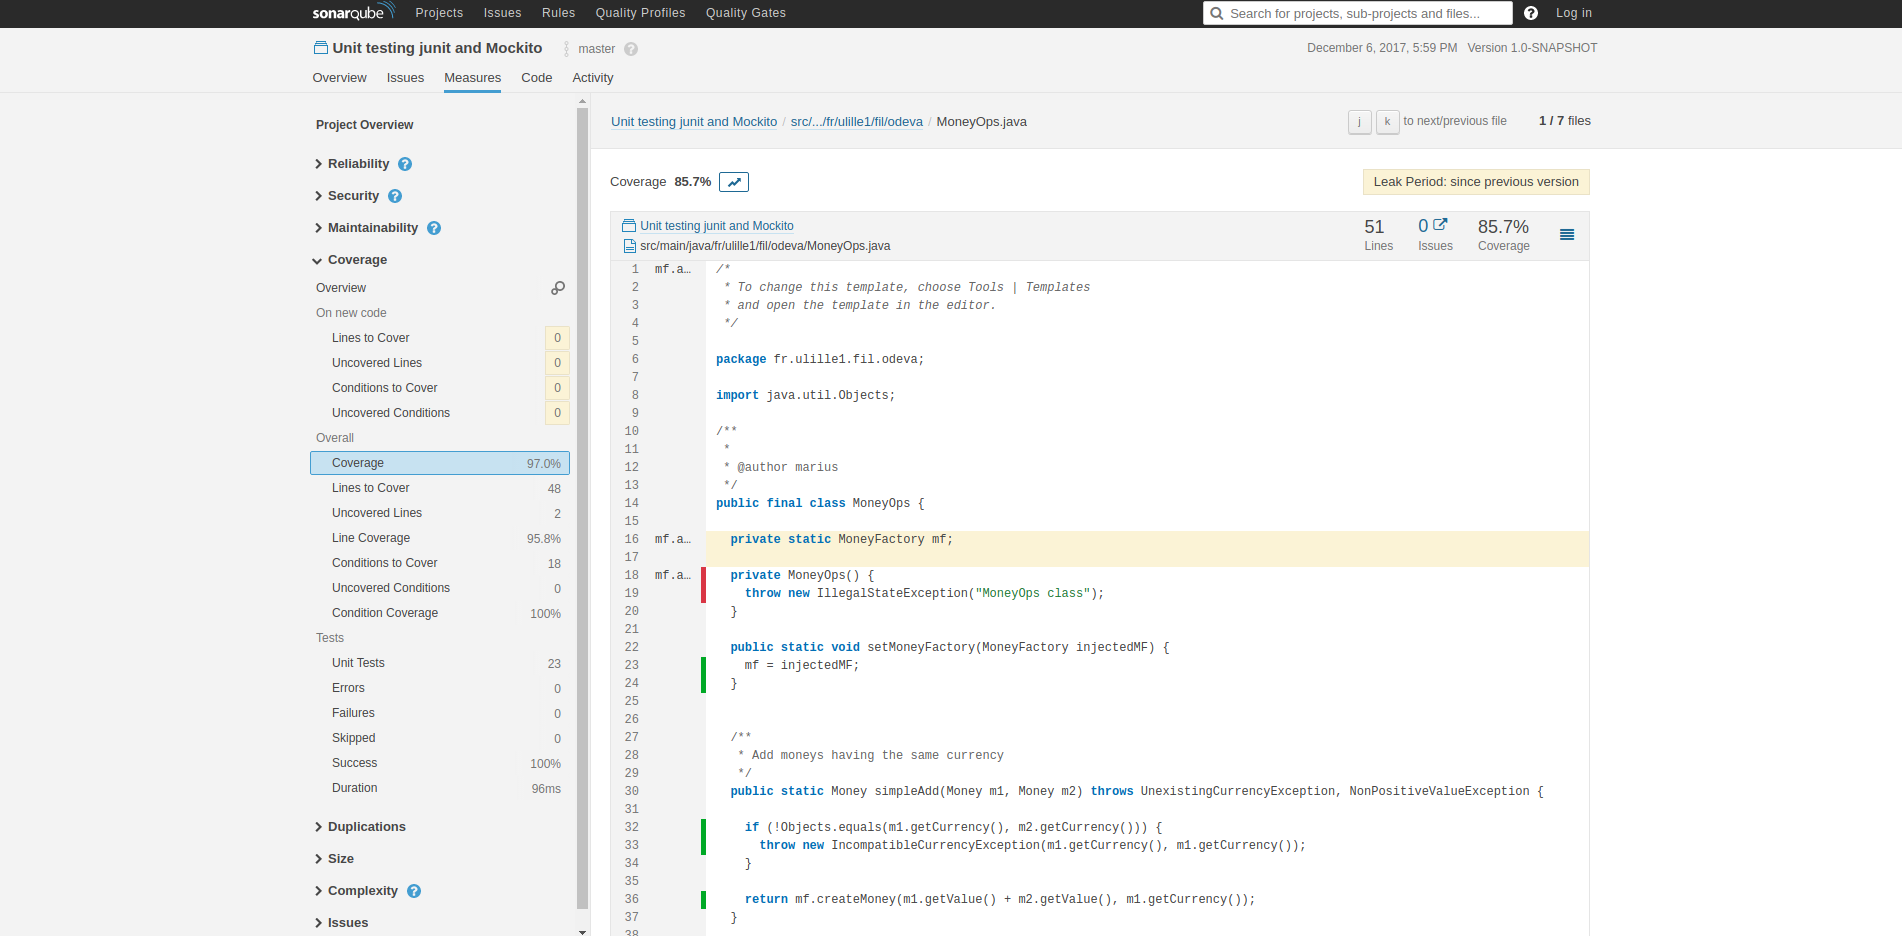 sonarqube Projects Issues Rules Quality Profiles Quality Gates Search for projects, sub-projects and files... ? Log in
Unit testing junit and Mockito master ? December 6, 2017, 5:59 PM Version 1.0-SNAPSHOT
Overview Issues Measures Code Activity
Project Overview
Reliability ?
Security ?
Maintainability ?
Coverage
Overview
On new code
Lines to Cover 0
Uncovered Lines 0
Conditions to Cover 0
Uncovered Conditions 0
Overall
Coverage 97.0%
Lines to Cover 48
Uncovered Lines 2
Line Coverage 95.8%
Conditions to Cover 18
Uncovered Conditions 0
Condition Coverage 100%
Tests
Unit Tests 23
Errors 0
Failures 0
Skipped 0
Success 100%
Duration 96ms
Duplications
Size
Complexity ?
Issues
Unit testing junit and Mockito / src/.../fr/ulille1/fil/odeva / MoneyOps.java j k to next/previous file 1 / 7 files
Coverage 85.7% Leak Period: since previous version
Unit testing junit and Mockito
src/main/java/fr/ulille1/fil/odeva/MoneyOps.java
51 Lines
0 Issues
85.7% Coverage
1 mf.a... /*
2 * To change this template, choose Tools | Templates
3 * and open the template in the editor.
4 */
5
6 package fr.ulille1.fil.odeva;
7
8 import java.util.Objects;
9
10 /**
11 *
12 * @author marius
13 */
14 public final class MoneyOps {
15
16 mf.a... private static MoneyFactory mf;
17
18 mf.a... private MoneyOps() {
19 throw new IllegalStateException("MoneyOps class");
20 }
21
22 public static void setMoneyFactory(MoneyFactory injectedMF) {
23 mf = injectedMF;
24 }
25
26
27 /**
28 * Add moneys having the same currency
29 */
30 public static Money simpleAdd(Money m1, Money m2) throws UnexistingCurrencyException, NonPositiveValueException {
31
32 if (!Objects.equals(m1.getCurrency(), m2.getCurrency())) {
33 throw new IncompatibleCurrencyException(m1.getCurrency(), m1.getCurrency());
34 }
35
36 return mf.createMoney(m1.getValue() + m2.getValue(), m1.getCurrency());
37 }
38